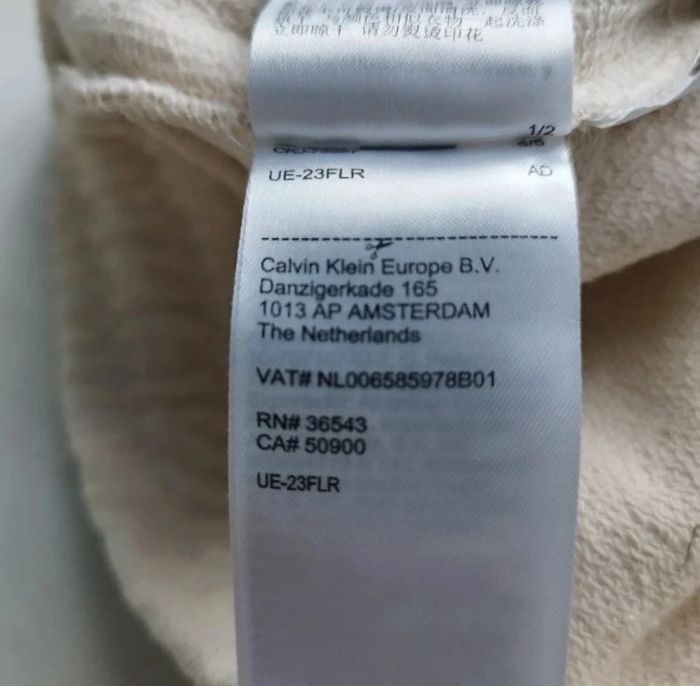 立即晾干 请勿熨烫印花
1/2
UE-23FLR
AD
Calvin Klein Europe B.V.
Danzigerkade 165
1013 AP AMSTERDAM
The Netherlands
VAT# NL006585978B01
RN# 36543
CA# 50900
UE-23FLR